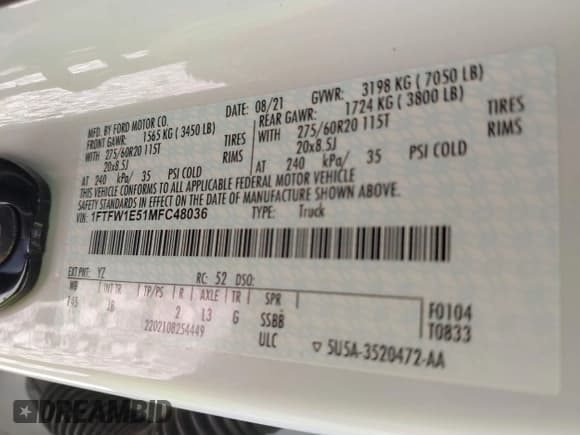 MFD. BY FORD MOTOR CO.
DATE: 08/21 GVWR: 3198 KG ( 7050 LB)
FRONT GAWR: 1565 KG ( 3450 LB)
REAR GAWR: 1724 KG ( 3800 LB)
WITH 275/60R20 115T TIRES
WITH 275/60R20 115T TIRES
20x8.5J RIMS
20x8.5J RIMS
AT 240 kPa/ 35 PSI COLD
AT 240 kPa/ 35 PSI COLD
THIS VEHICLE CONFORMS TO ALL APPLICABLE FEDERAL MOTOR VEHICLE
SAFETY STANDARDS IN EFFECT ON THE DATE OF MANUFACTURE SHOWN ABOVE.
VIN: 1FTFW1E51MFC48036 TYPE: Truck
EXT PNT: YZ RC: 52 DSO:
WB INT TR TP/PS R AXLE TR SPR
145 JB 2 L3 G SSBB
2202108254449 ULC
F0104
T0833
▽ 5U5A-3520472-AA
DREAMBID